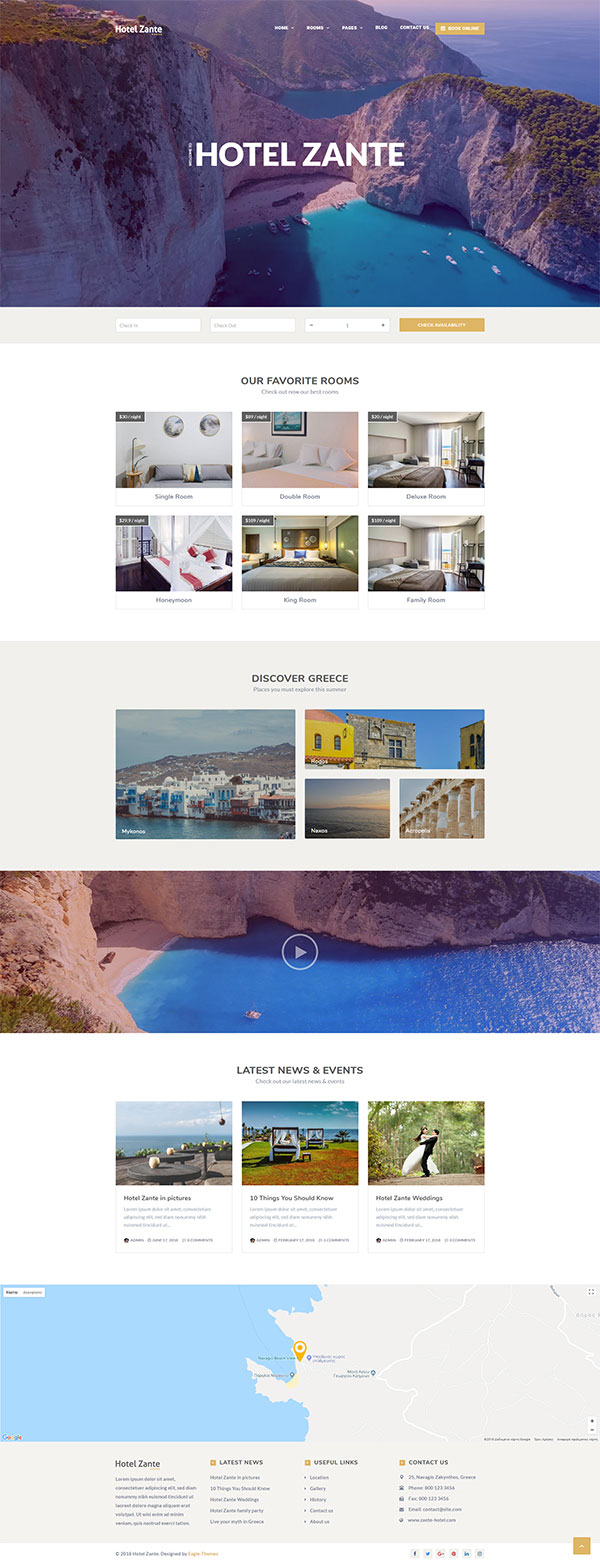 Hotel Zante
HOME ROOMS PAGES BLOG CONTACT US BOOK ONLINE
WELCOME TO
HOTEL ZANTE
Check In
Check Out
− 1 +
CHECK AVAILABILITY
OUR FAVORITE ROOMS
Check out now our best rooms
$30 / night
$89 / night
$20 / night
Single Room
Double Room
Deluxe Room
$29.9 / night
$109 / night
$109 / night
Honeymoon
King Room
Family Room
DISCOVER GREECE
Places you must explore this summer
Mykonos
Rodos
Naxos
Acropolis
LATEST NEWS & EVENTS
Check out our latest news & events
Hotel Zante in pictures
Lorem ipsum dolor sit amet, consectetuer
adipiscing elit, sed diam nonummy nibh
euismod tincidunt ut...
ADMIN JUNE 17, 2016 0 COMMENTS
10 Things You Should Know
Lorem ipsum dolor sit amet, consectetuer
adipiscing elit, sed diam nonummy nibh
euismod tincidunt ut...
ADMIN FEBRUARY 17, 2016 0 COMMENTS
Hotel Zante Weddings
Lorem ipsum dolor sit amet, consectetuer
adipiscing elit, sed diam nonummy nibh
euismod tincidunt ut...
ADMIN FEBRUARY 17, 2016 0 COMMENTS
Χάρτης Δορυφόρος
Navagio Beach View
Παραλία Ναυάγιο
Google
Όροι Χρήσης
Hotel Zante
Lorem ipsum dolor sit amet,
consectetuer adipiscing elit, sed
diam nonummy nibh euismod
tincidunt ut laoreet dolore
magna aliquam erat
volutpat. Ut wisi enim ad minim
veniam, quis nostrud exerci tation.
LATEST NEWS
Hotel Zante in pictures
10 Things You Should Know
Hotel Zante Weddings
Hotel Zante family party
Live your myth in Greece
USEFUL LINKS
Location
Gallery
History
Contact us
About us
CONTACT US
25, Navagio Zakynthos, Greece
Phone: 800 123 3456
Fax: 800 123 3456
Email: contact@site.com
www.zante-hotel.com
© 2016 Hotel Zante. Designed by Eagle-Themes